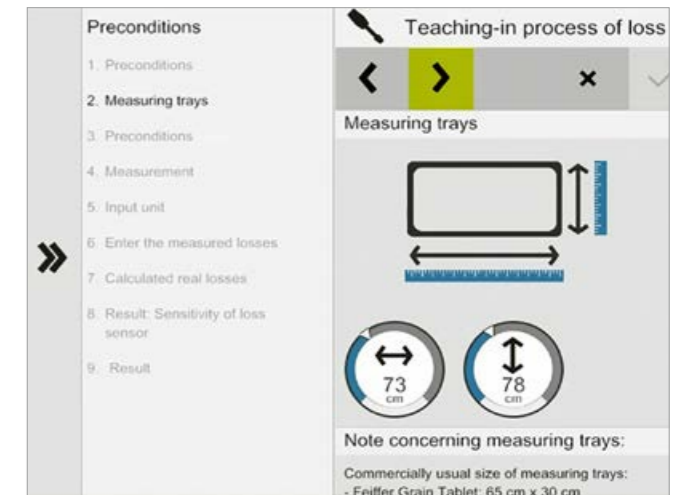 Preconditions
1. Preconditions
2. Measuring trays
3. Preconditions
4. Measurement
5. Input unit
6. Enter the measured losses
7. Calculated real losses
8. Result: Sensitivity of loss
sensor
9. Result
Teaching-in process of loss
Measuring trays
73
cm
78
cm
Note concerning measuring trays:
Commercially usual size of measuring trays:
- Feiffer Grain Tablet: 65 cm x 30 cm